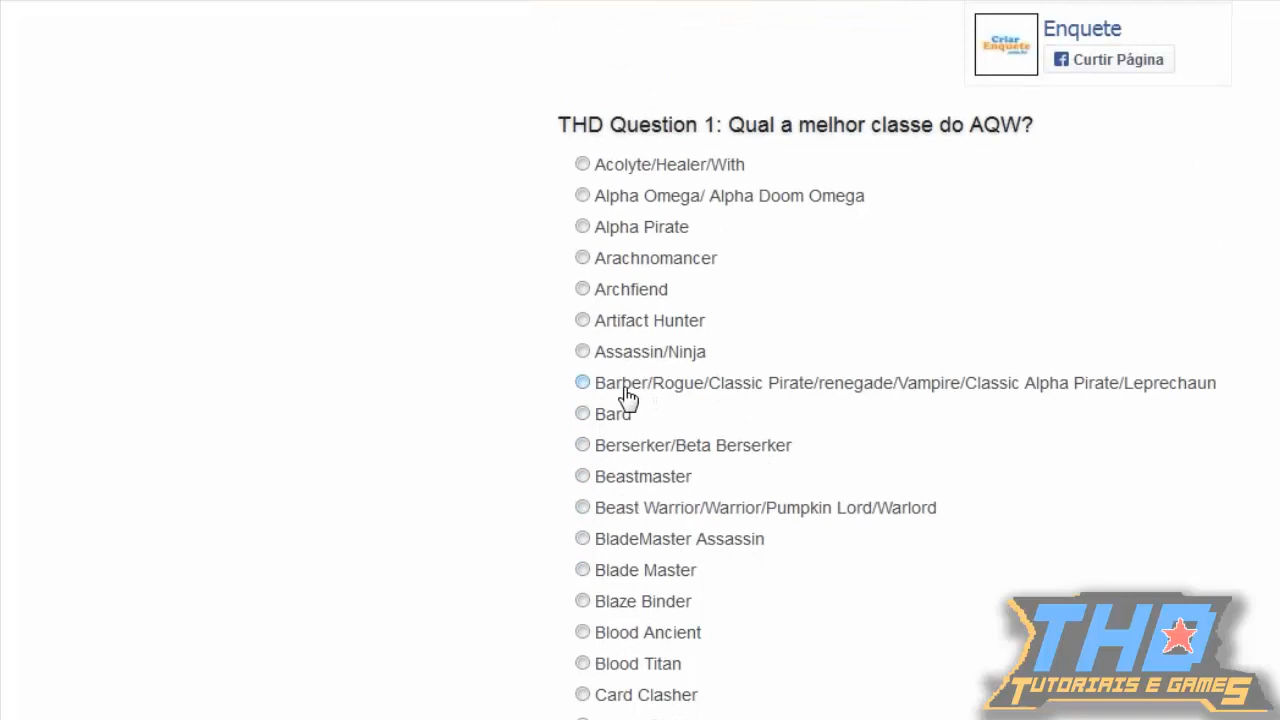 Criar
Enquete
.com.br
Enquete
Curtir Página
THD Question 1: Qual a melhor classe do AQW?
Acolyte/Healer/With
Alpha Omega/ Alpha Doom Omega
Alpha Pirate
Arachnomancer
Archfiend
Artifact Hunter
Assassin/Ninja
Barber/Rogue/Classic Pirate/renegade/Vampire/Classic Alpha Pirate/Leprechaun
Bard
Berserker/Beta Berserker
Beastmaster
Beast Warrior/Warrior/Pumpkin Lord/Warlord
BladeMaster Assassin
Blade Master
Blaze Binder
Blood Ancient
Blood Titan
Card Clasher
THD
TUTORIAIS E GAMES